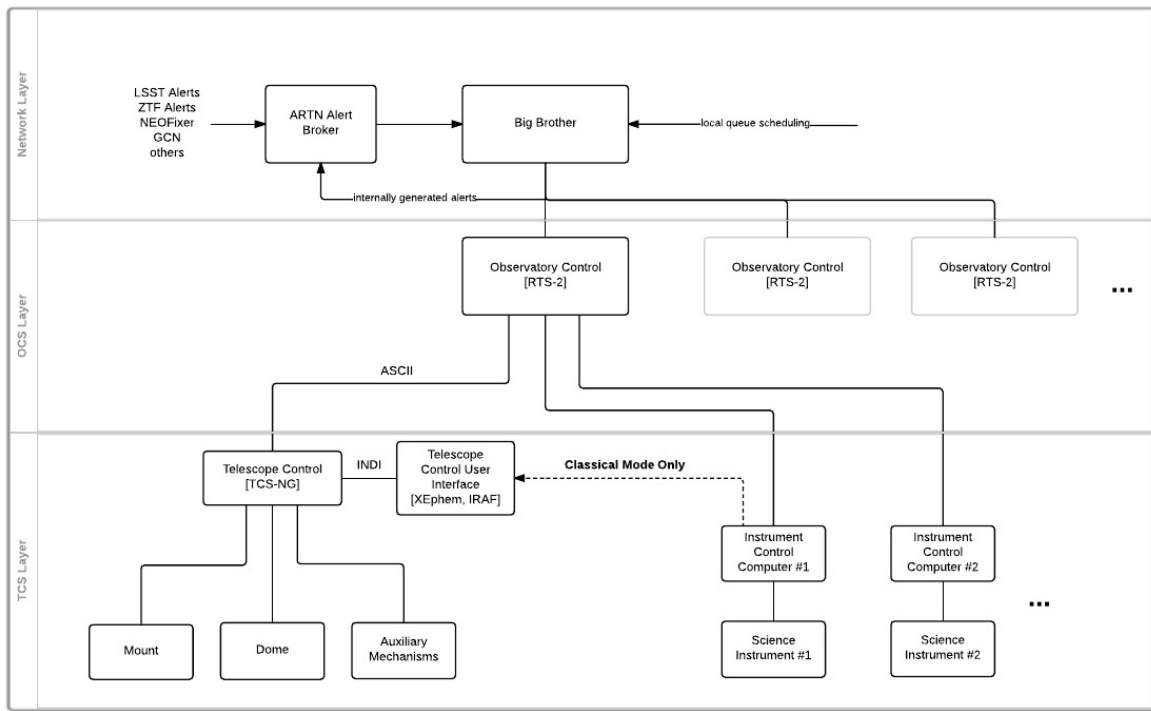 Network Layer
LSST Alerts
ZTF Alerts
NEOFixer
GCN
others
ARTN Alert
Broker
Big Brother
local queue scheduling
internally generated alerts
OCS Layer
Observatory Control
[RTS-2]
Observatory Control
[RTS-2]
Observatory Control
[RTS-2]
...
ASCII
TCS Layer
Telescope Control
[TCS-NG]
INDI
Telescope
Control User
Interface
[XEphem, IRAF]
Classical Mode Only
Instrument
Control
Computer #1
Instrument
Control
Computer #2
...
Mount
Dome
Auxiliary
Mechanisms
Science
Instrument #1
Science
Instrument #2